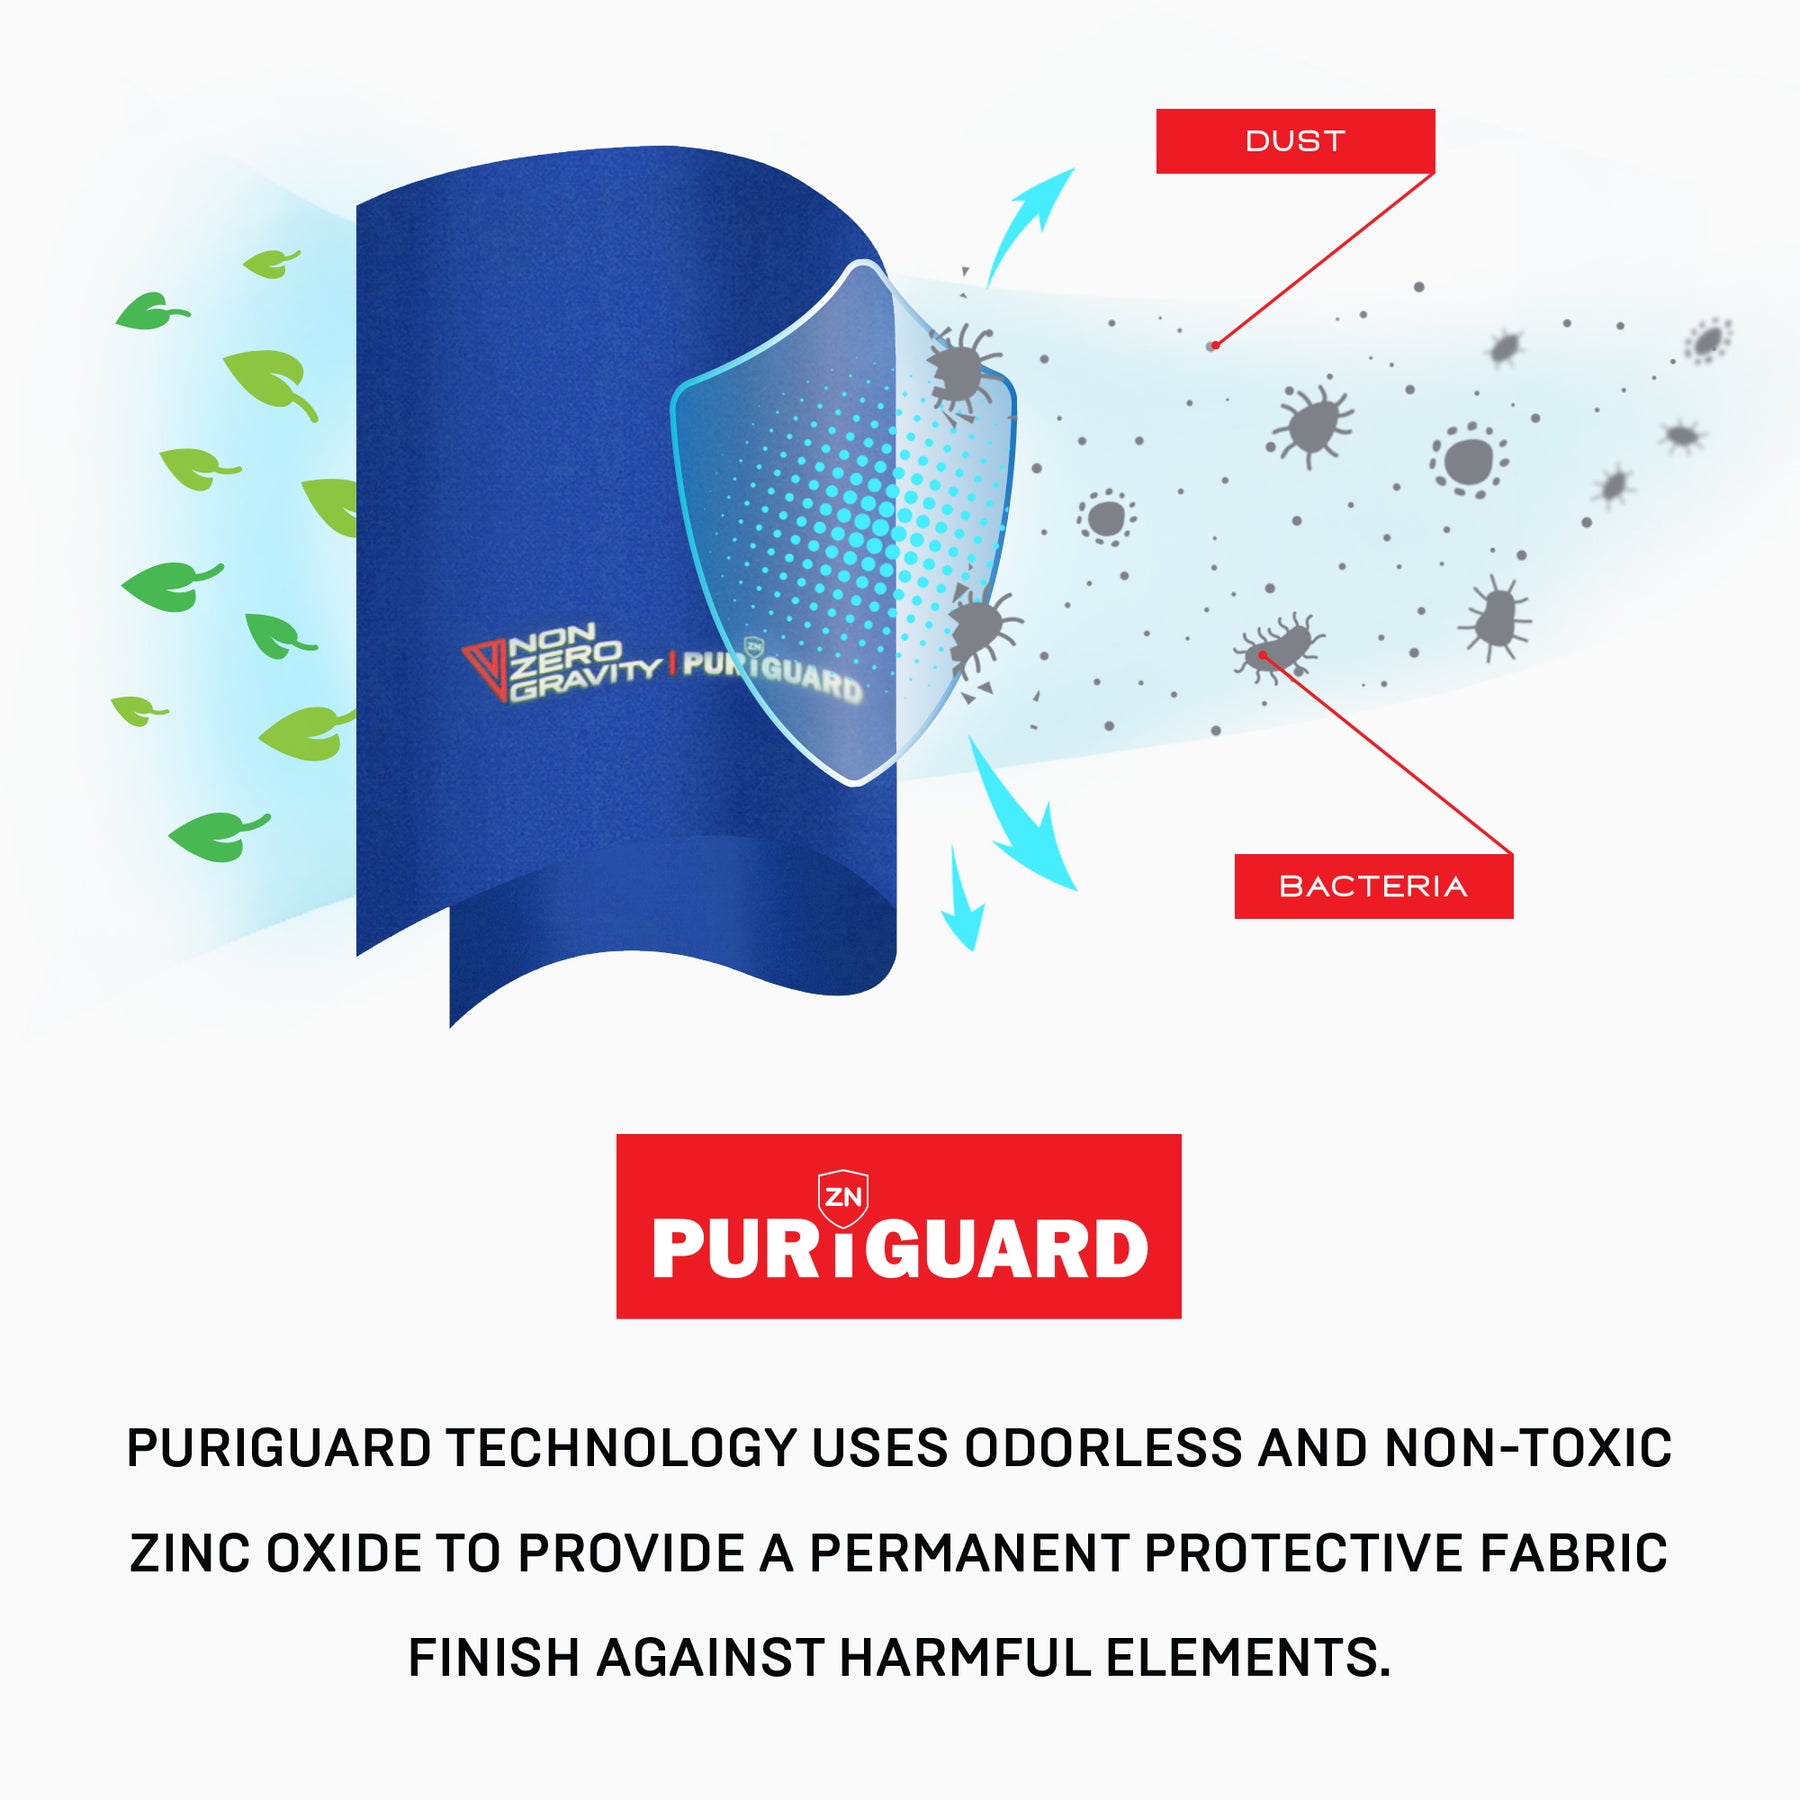 DUST
NON
ZERO
GRAVITY | PURIGUARD
ZN
BACTERIA
ZN
PURIGUARD
PURIGUARD TECHNOLOGY USES ODORLESS AND NON-TOXIC
ZINC OXIDE TO PROVIDE A PERMANENT PROTECTIVE FABRIC
FINISH AGAINST HARMFUL ELEMENTS.